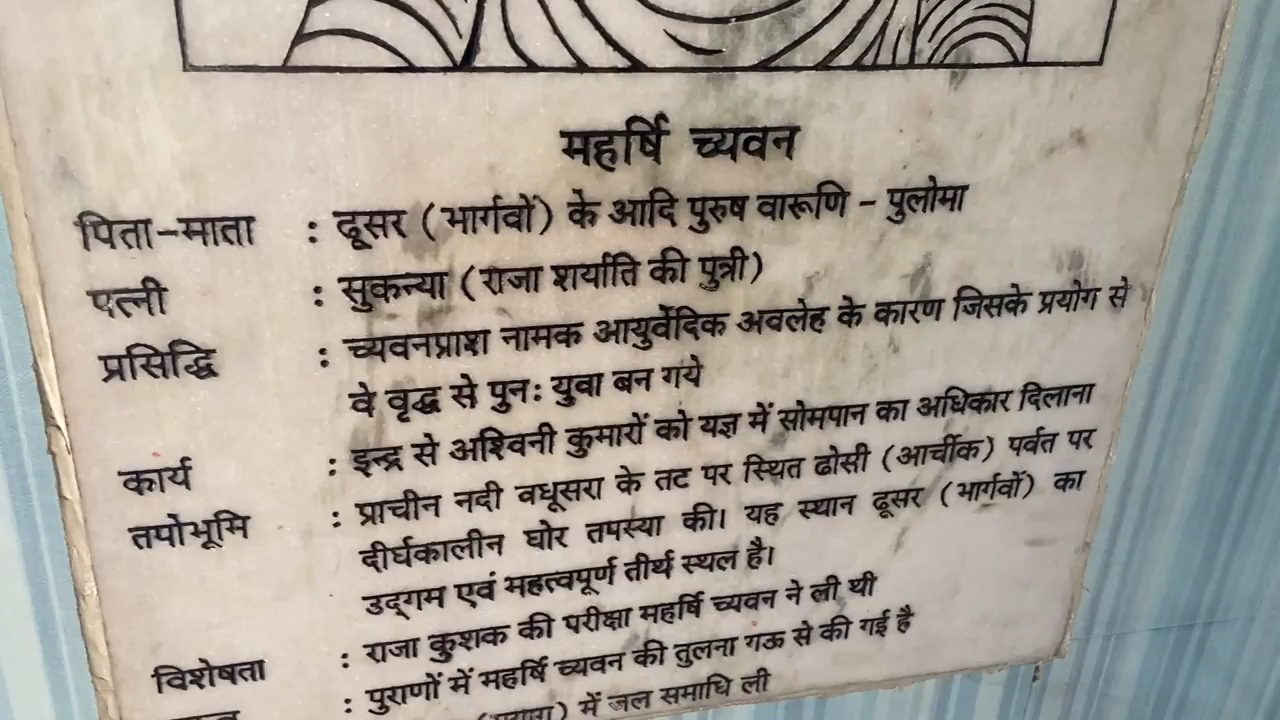 महर्षि च्यवन
पिता-माता : ढूसर (भार्गवों) के आदि पुरुष वारूणि - पुलोमा
पत्नी : सुकन्या (राजा शर्याति की पुत्री)
प्रसिद्धि : च्यवनप्राश नामक आयुर्वेदिक अवलेह के कारण जिसके प्रयोग से
वे वृद्ध से पुनः युवा बन गये
कार्य : इन्द्र से अश्विनी कुमारों को यज्ञ में सोमपान का अधिकार दिलाना
तपोभूमि : प्राचीन नदी वधूसरा के तट पर स्थित ढोसी (आर्चीक) पर्वत पर
दीर्घकालीन घोर तपस्या की। यह स्थान ढूसर (भार्गवों) का
उद्‌गम एवं महत्वपूर्ण तीर्थ स्थल है।
विशेषता : राजा कुशक की परीक्षा महर्षि च्यवन ने ली थी
: पुराणों में महर्षि च्यवन की तुलना गऊ से की गई है
में जल समाधि ली